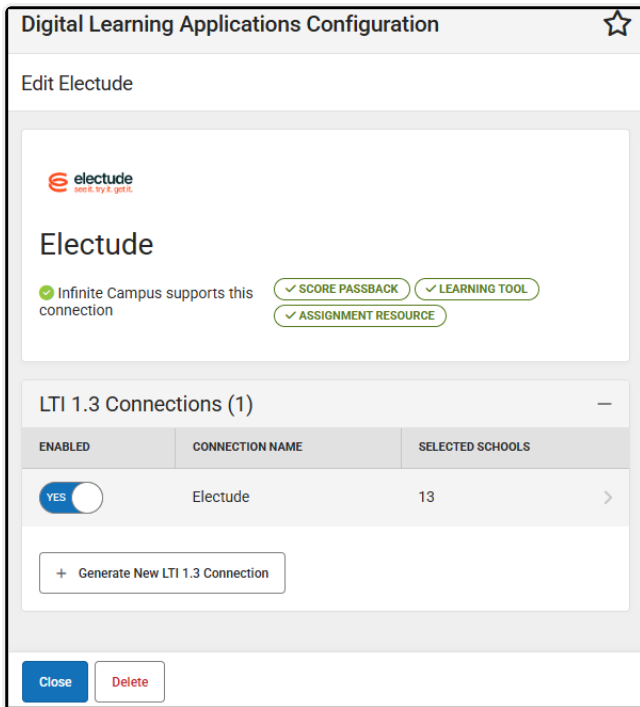 Digital Learning Applications Configuration
Edit Electude
electude
see it. try it. get it.
Electude
Infinite Campus supports this
connection
SCORE PASSBACK
LEARNING TOOL
ASSIGNMENT RESOURCE
LTI 1.3 Connections (1)
ENABLED CONNECTION NAME SELECTED SCHOOLS
YES Electude 13
+ Generate New LTI 1.3 Connection
Close Delete